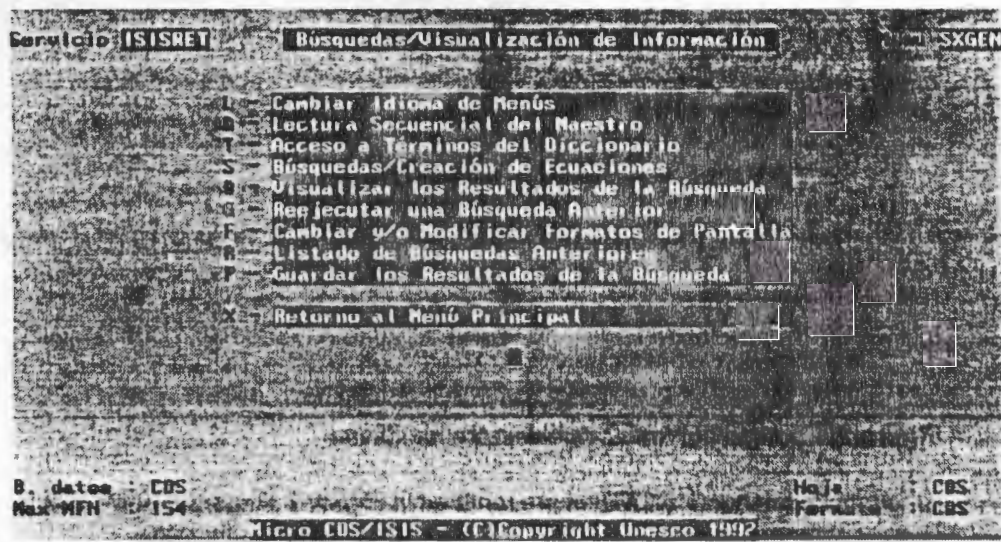 Servicio ISISRET Búsquedas/Visualización de Información SXGEN
L - Cambiar Idioma de Menús
Lectura Secuencial del Maestro
T - Acceso a Términos del Diccionario
S - Búsquedas/Creación de Ecuaciones
Visualizar los Resultados de la Búsqueda
Reejecutar una Búsqueda Anterior
F - Cambiar y/o Modificar Formatos de Pantalla
Listado de Búsquedas Anteriores
P - Guardar los Resultados de la Búsqueda
X - Retorno al Menú Principal
B. datos : CDS Hoja : CDS
Max MFN : 154 Formato : CDS
Micro CDS/ISIS - (C)Copyright Unesco 1992